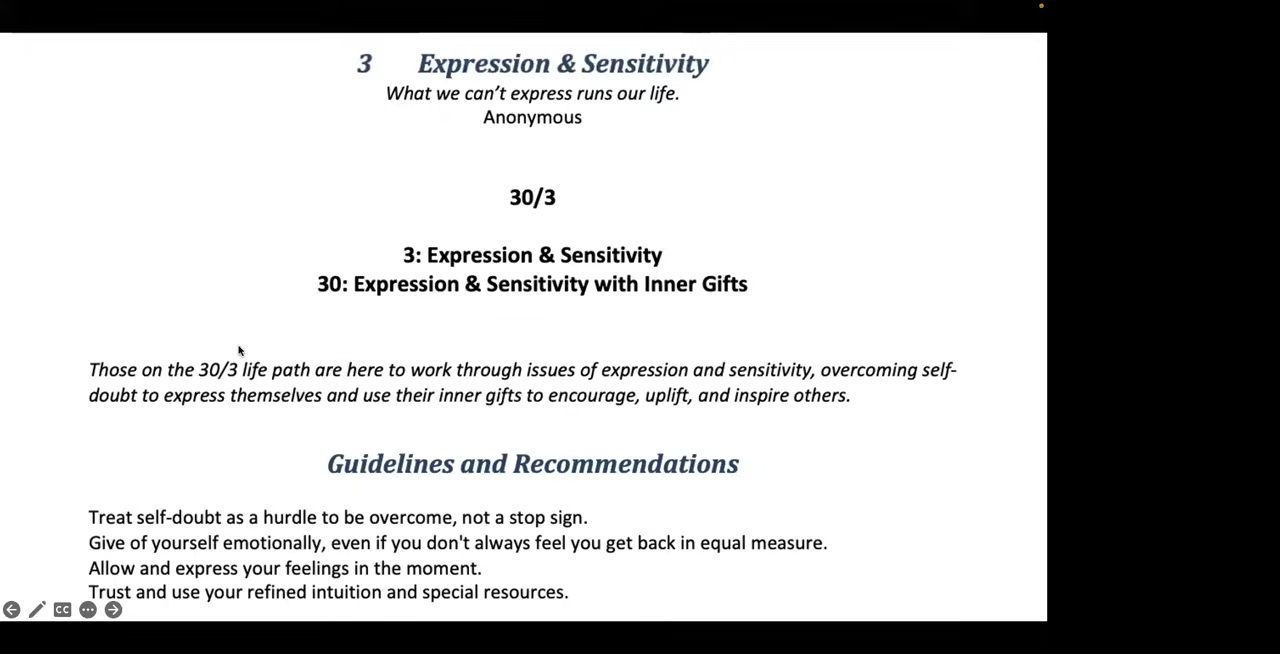 3 Expression & Sensitivity
What we can’t express runs our life.
Anonymous
30/3
3: Expression & Sensitivity
30: Expression & Sensitivity with Inner Gifts
Those on the 30/3 life path are here to work through issues of expression and sensitivity, overcoming self-
doubt to express themselves and use their inner gifts to encourage, uplift, and inspire others.
Guidelines and Recommendations
Treat self-doubt as a hurdle to be overcome, not a stop sign.
Give of yourself emotionally, even if you don't always feel you get back in equal measure.
Allow and express your feelings in the moment.
Trust and use your refined intuition and special resources.
CC